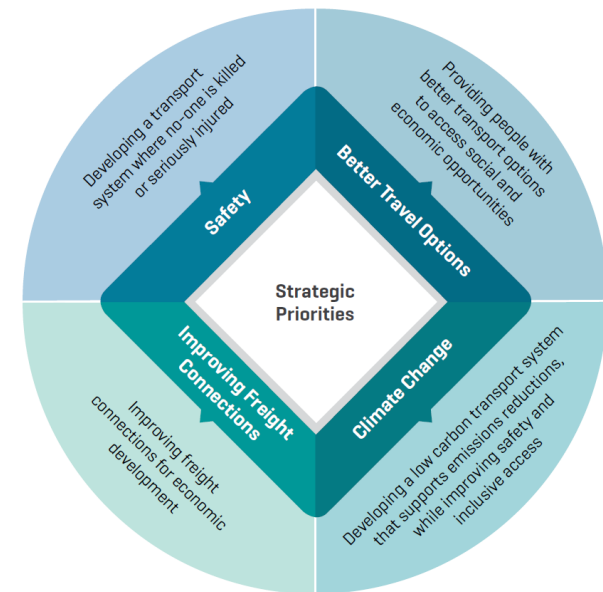 Strategic
Priorities
Safety
Developing a transport
system where no-one is killed
or seriously injured
Better Travel Options
Providing people with
better transport options
to access social and
economic opportunities
Improving Freight
Connections
Improving freight
connections for economic
development
Climate Change
Developing a low carbon transport system
that supports emissions reductions,
while improving safety and
inclusive access